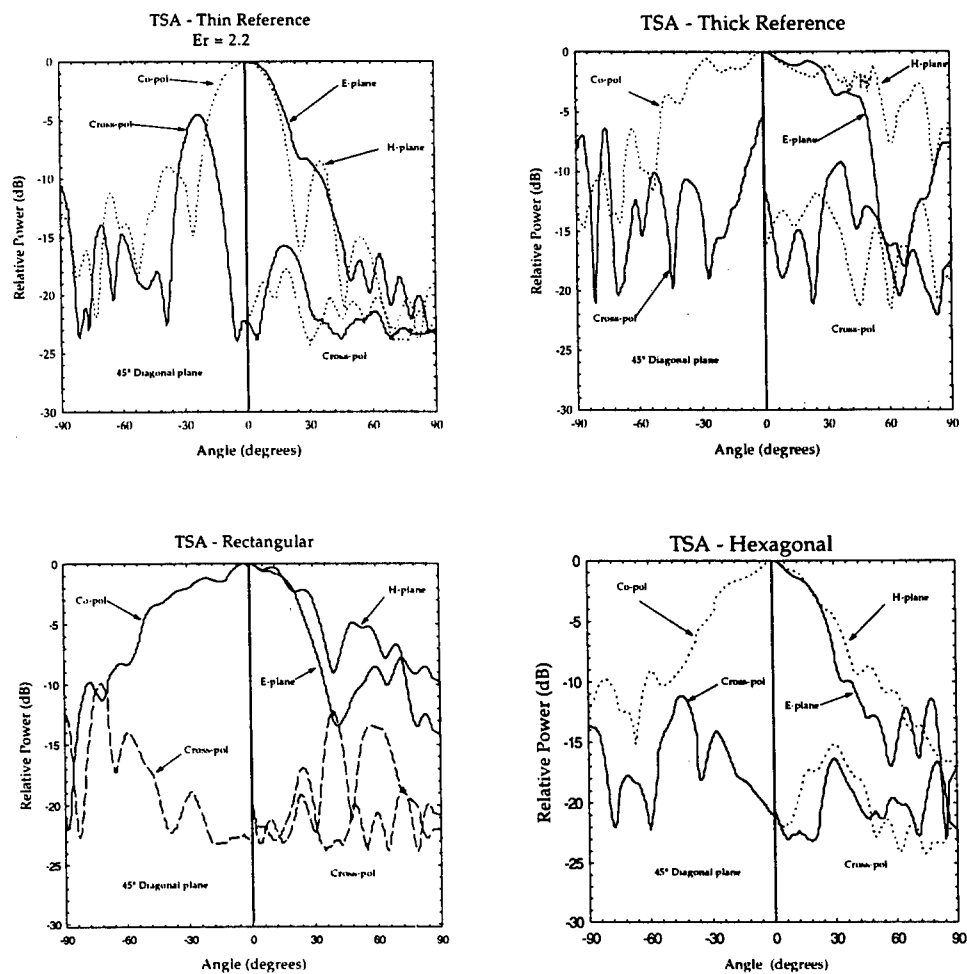 TSA - Thin Reference
Er = 2.2
Co-pol
E-plane
Cross-pol
H-plane
Relative Power (dB)
0
-5
-10
-15
-20
-25
-30
45° Diagonal plane
Cross-pol
-90
-60
-30
0
30
60
90
Angle (degrees)
TSA - Thick Reference
Co-pol
H-plane
E-plane
Relative Power (dB)
0
-5
-10
-15
-20
-25
-30
Cross-pol
Cross-pol
45° Diagonal plane
-90
-60
-30
0
30
60
90
Angle (degrees)
TSA - Rectangular
Co-pol
H-plane
E-plane
Relative Power (dB)
0
-5
-10
-15
-20
-25
-30
Cross-pol
45° Diagonal plane
Cross-pol
-90
-60
-30
0
30
60
90
Angle (degrees)
TSA - Hexagonal
Co-pol
H-plane
Cross-pol
E-plane
Relative Power (dB)
0
-5
-10
-15
-20
-25
-30
45° Diagonal plane
Cross-pol
-90
-60
-30
0
30
60
90
Angle (degrees)